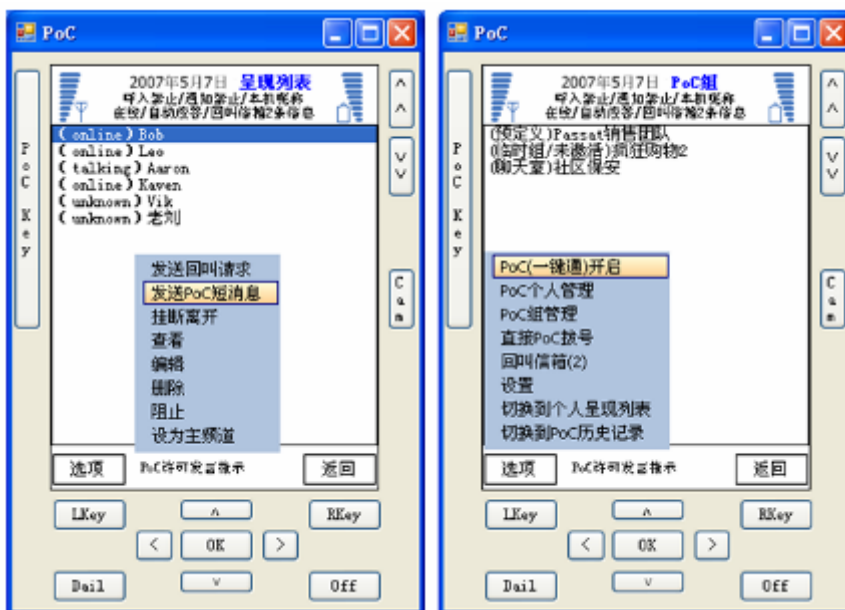 PoC
2007年5月7日 呈现列表
呼入禁止/通知禁止/本机昵称
在线/自动应答/回叫信箱2条信息
(online)Bob
(online)Leo
(talking)Aaron
(online)Kaven
(unknown)Vik
(unknown)老刘
发送回叫请求
发送PoC短消息
挂断离开
查看
编辑
删除
阻止
设为主频道
选项
PoC许可发言指示
返回
PoC Key
Cam
LKey
RKey
OK
Dail
Off
PoC
2007年5月7日 PoC组
呼入禁止/通知禁止/本机昵称
在线/自动应答/回叫信箱2条信息
(预定义)Passat销售团队
(临时组/未激活)疯狂购物2
(聊天室)社区保安
PoC(一键通)开启
PoC个人管理
PoC组管理
直接PoC拨号
回叫信箱(2)
设置
切换到个人呈现列表
切换到PoC历史记录
选项
PoC许可发言指示
返回
PoC Key
Cam
LKey
RKey
OK
Dail
Off